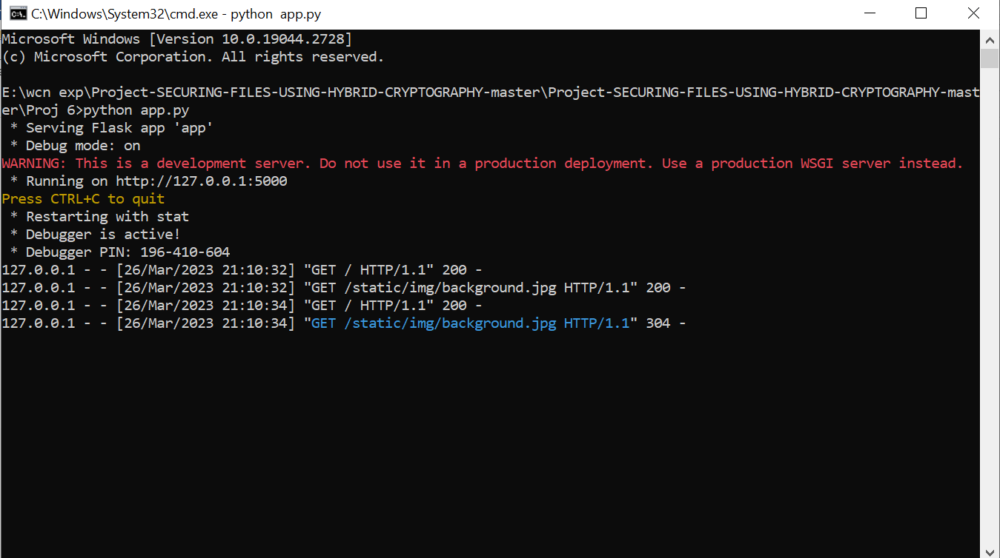 C:\Windows\System32\cmd.exe - python  app.py
Microsoft Windows [Version 10.0.19044.2728]
(c) Microsoft Corporation. All rights reserved.
E:\wcn exp\Project-SECURING-FILES-USING-HYBRID-CRYPTOGRAPHY-master\Project-SECURING-FILES-USING-HYBRID-CRYPTOGRAPHY-mast
er\Proj 6>python app.py
 * Serving Flask app 'app'
 * Debug mode: on
WARNING: This is a development server. Do not use it in a production deployment. Use a production WSGI server instead.
 * Running on http://127.0.0.1:5000
Press CTRL+C to quit
 * Restarting with stat
 * Debugger is active!
 * Debugger PIN: 196-410-604
127.0.0.1 - - [26/Mar/2023 21:10:32] "GET / HTTP/1.1" 200 -
127.0.0.1 - - [26/Mar/2023 21:10:32] "GET /static/img/background.jpg HTTP/1.1" 200 -
127.0.0.1 - - [26/Mar/2023 21:10:34] "GET / HTTP/1.1" 200 -
127.0.0.1 - - [26/Mar/2023 21:10:34] "GET /static/img/background.jpg HTTP/1.1" 304 -